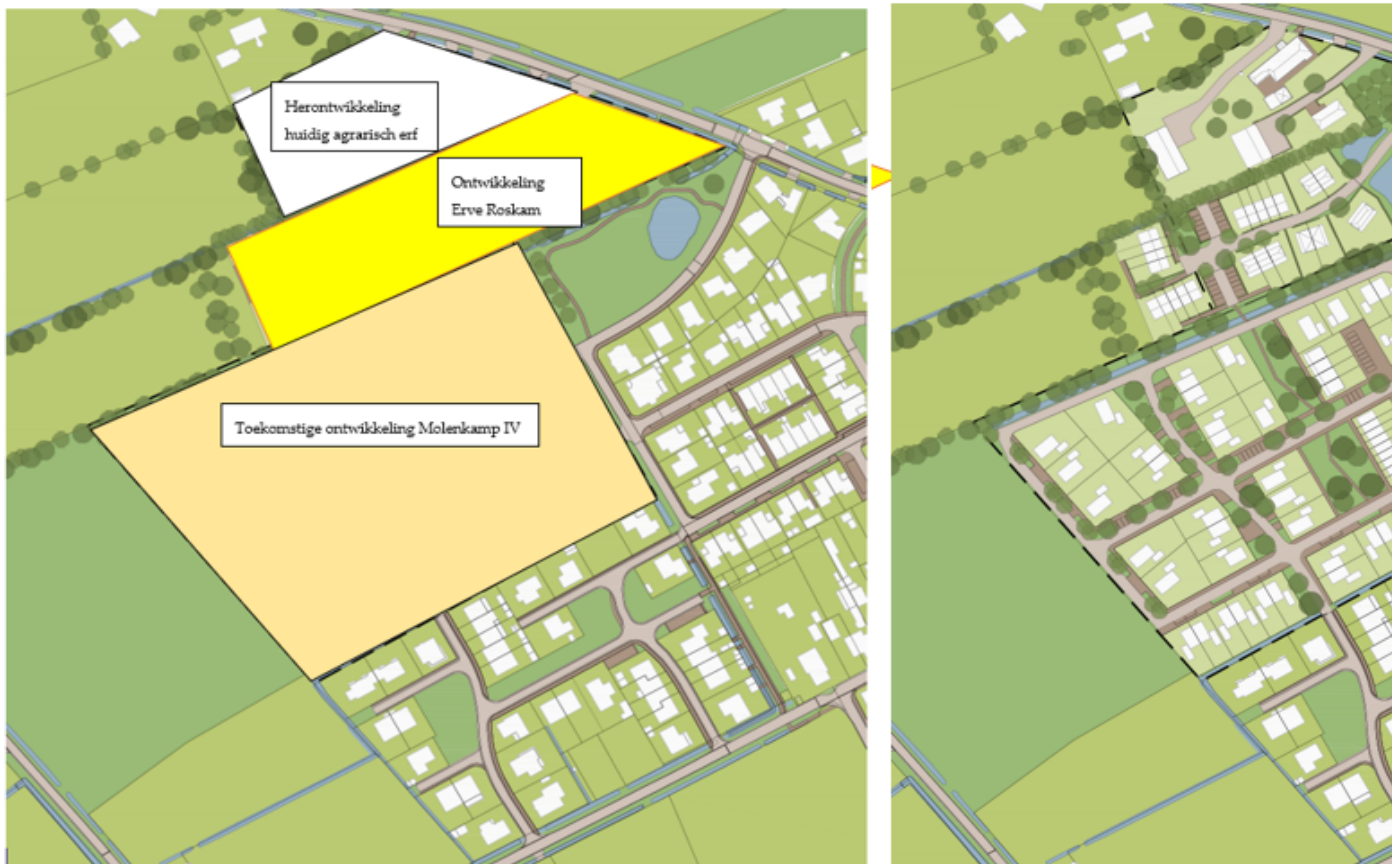 Herontwikkeling
huidig agrarisch erf
Ontwikkeling
Erve Roskam
Toekomstige ontwikkeling Molenkamp IV